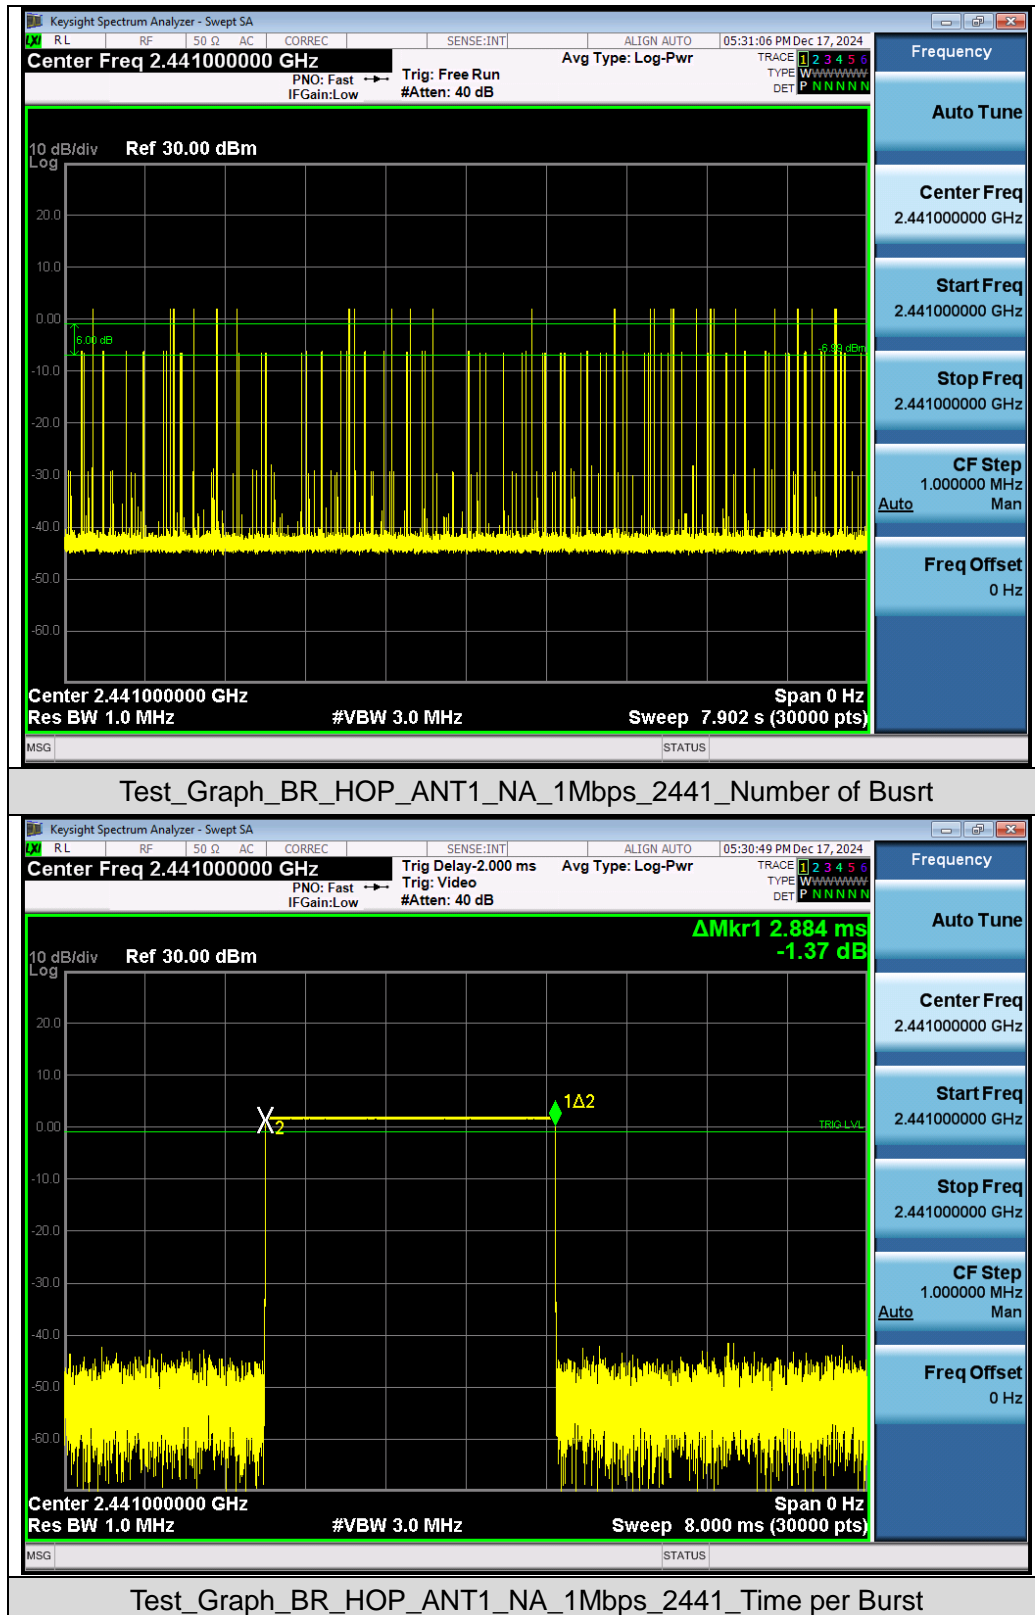 Keysight Spectrum Analyzer - Swept SA
LXI RL RF 50 Ω AC CORREC SENSE:INT ALIGN AUTO 05:31:06 PM Dec 17, 2024
Center Freq 2.441000000 GHz
PNO: Fast
IFGain:Low
Trig: Free Run
#Atten: 40 dB
Avg Type: Log-Pwr
TRACE 1 2 3 4 5 6
TYPE W W W W W W
DET P N N N N N
10 dB/div Ref 30.00 dBm
Log
20.0
10.0
0.00
6.00 dB
-6.99 dBm
-10.0
-20.0
-30.0
-40.0
-50.0
-60.0
Center 2.441000000 GHz Span 0 Hz
Res BW 1.0 MHz #VBW 3.0 MHz Sweep 7.902 s (30000 pts)
MSG STATUS
Frequency
Auto Tune
Center Freq
2.441000000 GHz
Start Freq
2.441000000 GHz
Stop Freq
2.441000000 GHz
CF Step
1.000000 MHz
Auto Man
Freq Offset
0 Hz
Test_Graph_BR_HOP_ANT1_NA_1Mbps_2441_Number of Busrt
Keysight Spectrum Analyzer - Swept SA
LXI RL RF 50 Ω AC CORREC SENSE:INT ALIGN AUTO 05:30:49 PM Dec 17, 2024
Center Freq 2.441000000 GHz
PNO: Fast
IFGain:Low
Trig Delay-2.000 ms
Trig: Video
#Atten: 40 dB
Avg Type: Log-Pwr
TRACE 1 2 3 4 5 6
TYPE W W W W W W
DET P N N N N N
ΔMkr1 2.884 ms
-1.37 dB
10 dB/div Ref 30.00 dBm
Log
20.0
10.0
0.00
-10.0
-20.0
-30.0
-40.0
-50.0
-60.0
X2
1Δ2
TRIG LVL
Center 2.441000000 GHz Span 0 Hz
Res BW 1.0 MHz #VBW 3.0 MHz Sweep 8.000 ms (30000 pts)
MSG STATUS
Frequency
Auto Tune
Center Freq
2.441000000 GHz
Start Freq
2.441000000 GHz
Stop Freq
2.441000000 GHz
CF Step
1.000000 MHz
Auto Man
Freq Offset
0 Hz
Test_Graph_BR_HOP_ANT1_NA_1Mbps_2441_Time per Burst